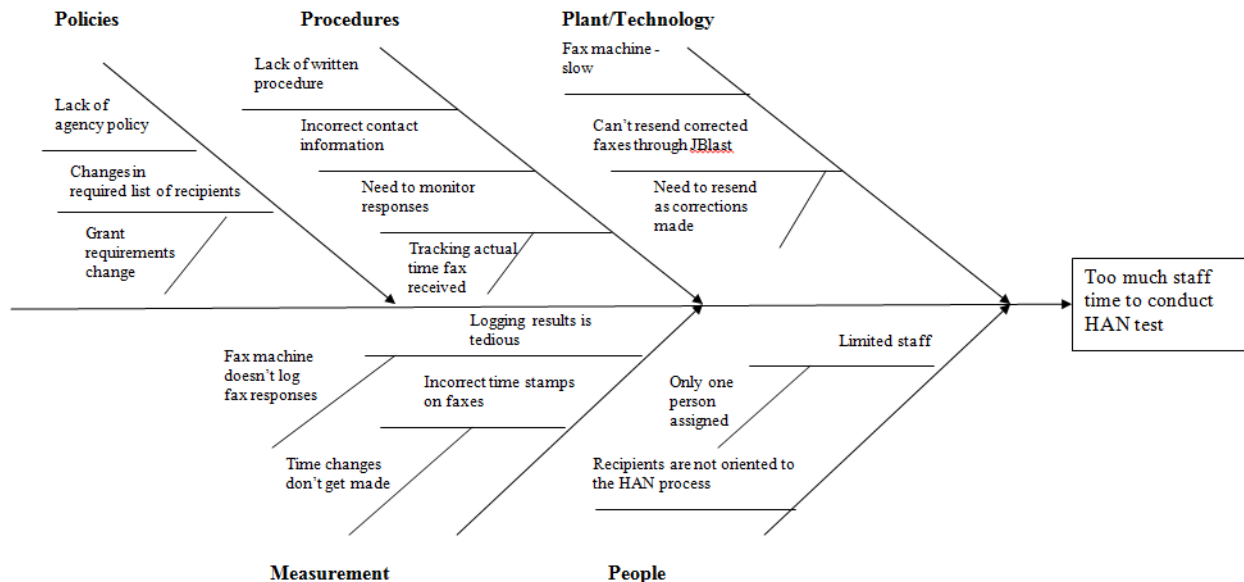 Policies
Procedures
Plant/Technology
Lack of
agency policy
Changes in
required list of recipients
Grant
requirements
change
Lack of written
procedure
Incorrect contact
information
Need to monitor
responses
Tracking actual
time fax
received
Fax machine -
slow
Can't resend corrected
faxes through JBlast
Need to resend
as corrections
made
Too much staff
time to conduct
HAN test
Logging results is
tedious
Fax machine
doesn't log
fax responses
Incorrect time stamps
on faxes
Time changes
don't get made
Limited staff
Only one
person
assigned
Recipients are not oriented to
the HAN process
Measurement
People